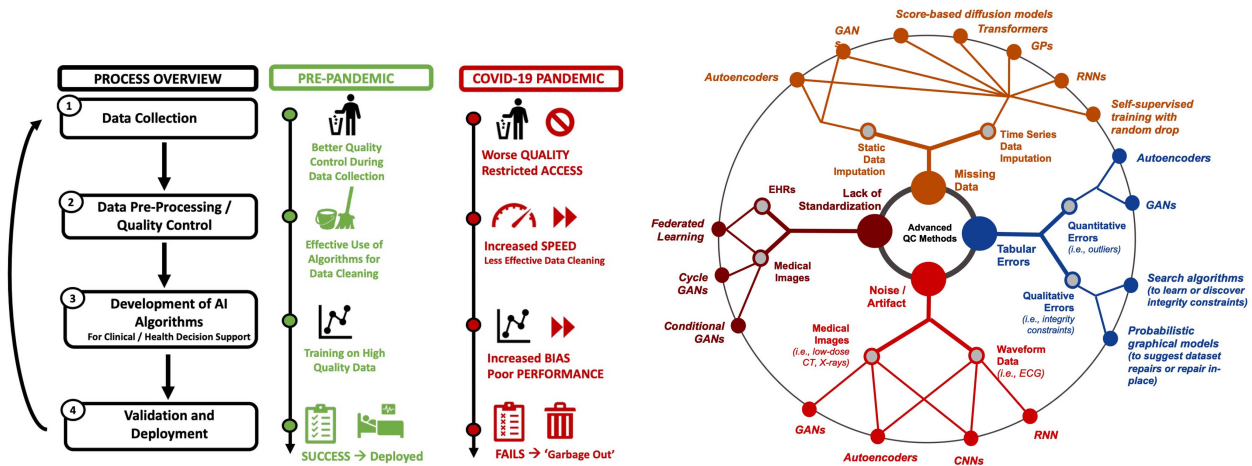 PROCESS OVERVIEW
1
Data Collection
2
Data Pre-Processing /
Quality Control
3
Development of AI
Algorithms
For Clinical / Health Decision Support
4
Validation and
Deployment
PRE-PANDEMIC
Better Quality
Control During
Data Collection
Effective Use of
Algorithms for
Data Cleaning
Training on High
Quality Data
SUCCESS → Deployed
COVID-19 PANDEMIC
Worse QUALITY
Restricted ACCESS
Increased SPEED
Less Effective Data Cleaning
Increased BIAS
Poor PERFORMANCE
XXXX
FAILS → 'Garbage Out'
Score-based diffusion models
GAN
s
Transformers
GPs
Autoencoders
RNNs
Self-supervised
training with
random drop
Static
Data
Imputation
Time Series
Data
Imputation
Missing
Data
Lack of
Standardization
EHRs
Federated
Learning
Medical
Images
Cycle
GANs
Conditional
GANs
Advanced
QC Methods
Tabular
Errors
Autoencoders
GANs
Quantitative
Errors
(i.e., outliers)
Qualitative
Errors
(i.e., integrity
constraints)
Search algorithms
(to learn or discover
integrity constraints)
Probabilistic
graphical models
(to suggest dataset
repairs or repair in-
place)
Noise /
Artifact
Medical
Images
(i.e., low-dose
CT, X-rays)
Waveform
Data
(i.e., ECG)
GANs
Autoencoders
CNNs
RNN